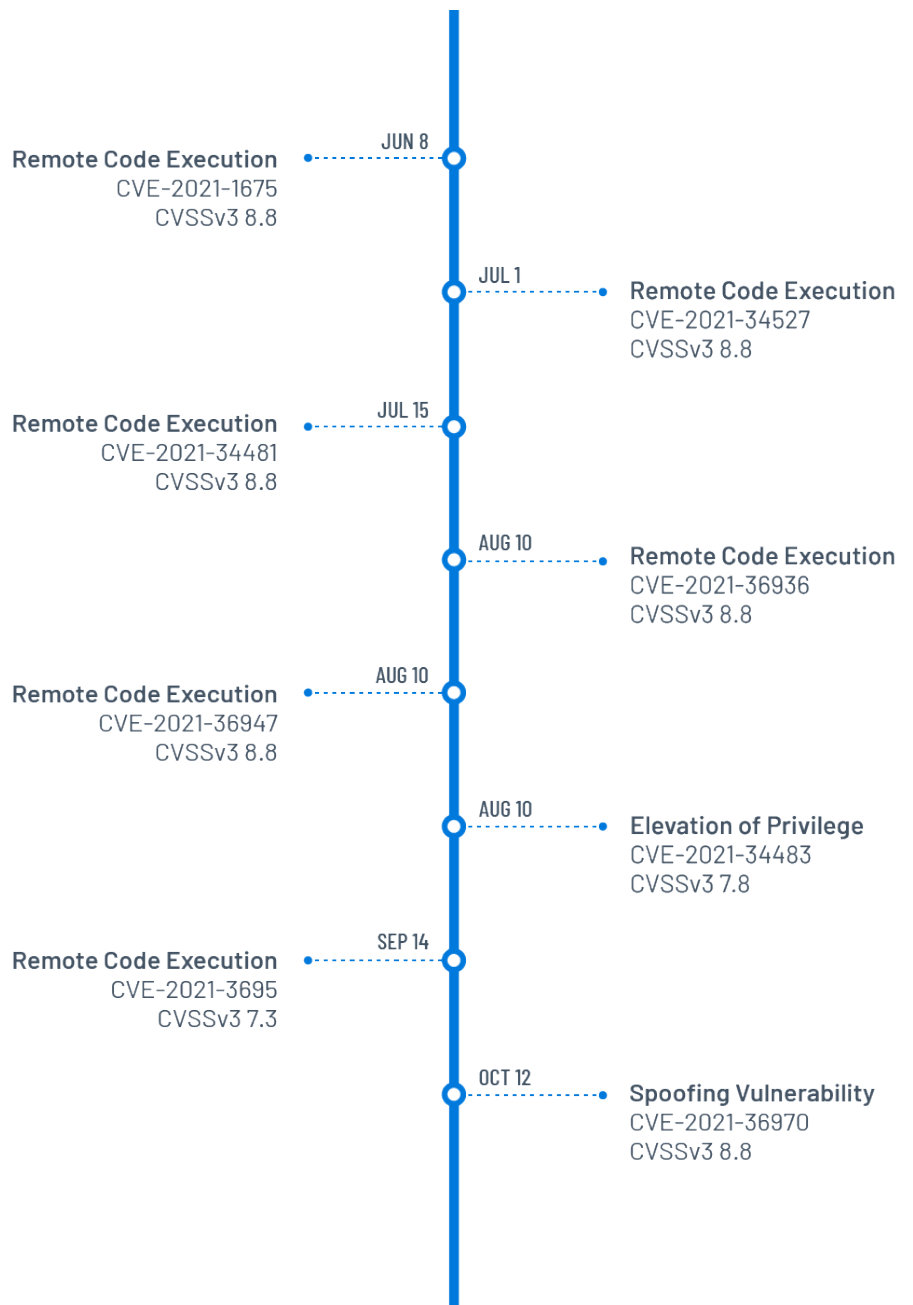 JUN 8
Remote Code Execution
CVE-2021-1675
CVSSv3 8.8
JUL 1
Remote Code Execution
CVE-2021-34527
CVSSv3 8.8
JUL 15
Remote Code Execution
CVE-2021-34481
CVSSv3 8.8
AUG 10
Remote Code Execution
CVE-2021-36936
CVSSv3 8.8
AUG 10
Remote Code Execution
CVE-2021-36947
CVSSv3 8.8
AUG 10
Elevation of Privilege
CVE-2021-34483
CVSSv3 7.8
SEP 14
Remote Code Execution
CVE-2021-3695
CVSSv3 7.3
OCT 12
Spoofing Vulnerability
CVE-2021-36970
CVSSv3 8.8